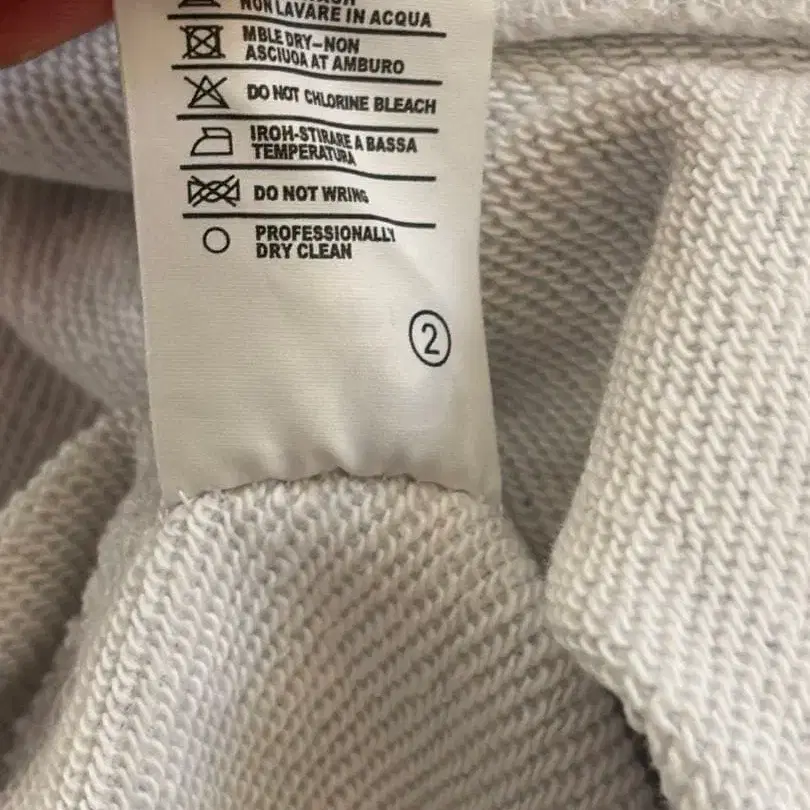 NON LAVARE IN ACQUA
MBLE DRY-NON
ASCIUOA AT AMBURO
DO NOT CHLORINE BLEACH
IROH-STIRARE A BASSA
TEMPERATURA
DO NOT WRING
PROFESSIONALLY
DRY CLEAN
2